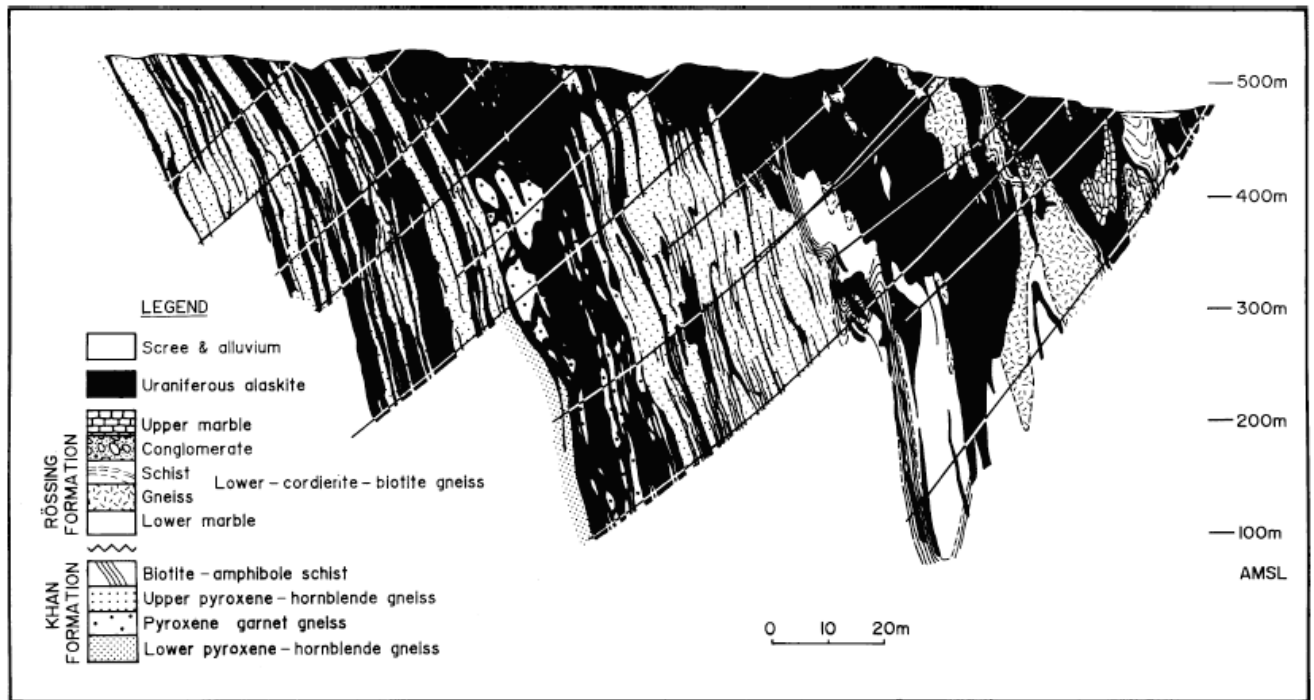 500m
400m
300m
200m
100m
AMSL
LEGEND
Scree & alluvium
Uraniferous alaskite
RÖSSING FORMATION
Upper marble
Conglomerate
Schist
Lower-cordierite-biotite gneiss
Gneiss
Lower marble
KHAN FORMATION
Biotite-amphibole schist
Upper pyroxene-hornblende gneiss
Pyroxene garnet gneiss
Lower pyroxene-hornblende gneiss
0 10 20m